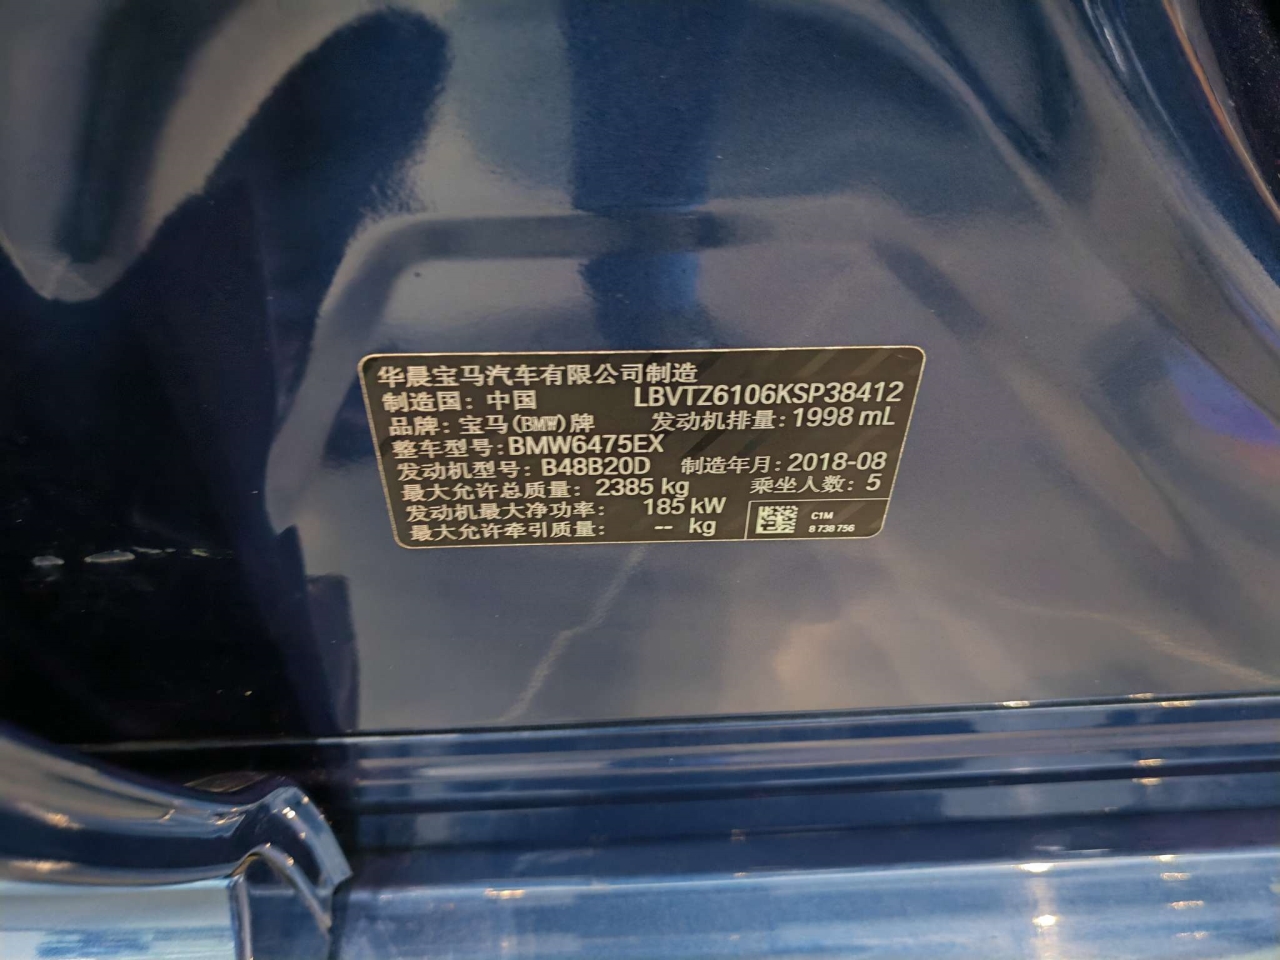 华晨宝马汽车有限公司制造
制造国：中国 LBVTZ6106KSP38412
品牌：宝马(BMW)牌 发动机排量：1998 mL
整车型号：BMW6475EX
发动机型号：B48B20D 制造年月：2018-08
最大允许总质量：2385 kg 乘坐人数：5
发动机最大净功率：185 kW
最大允许牵引质量：-- kg
C1M
8 738 756